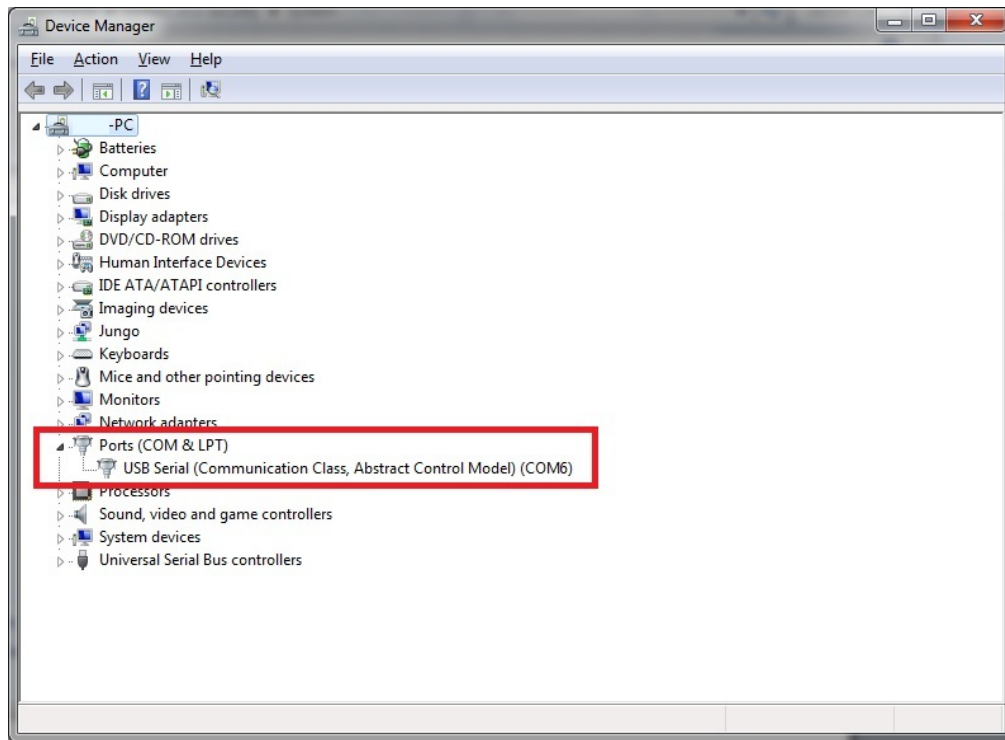 Device Manager
File Action View Help
-PC
Batteries
Computer
Disk drives
Display adapters
DVD/CD-ROM drives
Human Interface Devices
IDE ATA/ATAPI controllers
Imaging devices
Jungo
Keyboards
Mice and other pointing devices
Monitors
Network adapters
Ports (COM & LPT)
USB Serial (Communication Class, Abstract Control Model) (COM6)
Processors
Sound, video and game controllers
System devices
Universal Serial Bus controllers